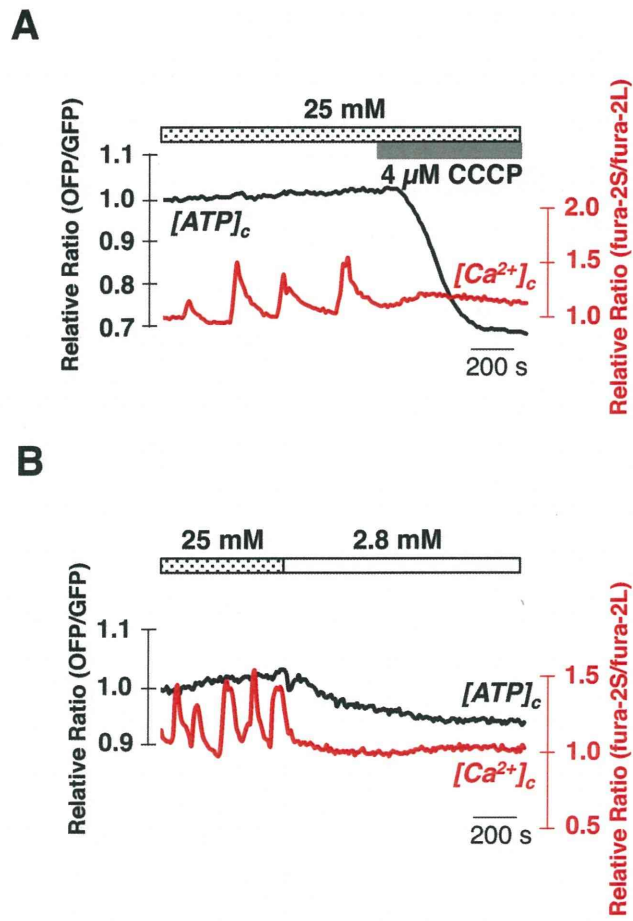 A
25 mM
4 µM CCCP
Relative Ratio (OFP/GFP)
1.1
1.0
0.9
0.8
0.7
[ATP]c
[Ca2+]c
2.0
1.5
1.0
Relative Ratio (fura-2S/fura-2L)
200 s
B
25 mM
2.8 mM
Relative Ratio (OFP/GFP)
1.1
1.0
0.9
[ATP]c
[Ca2+]c
1.5
1.0
0.5
Relative Ratio (fura-2S/fura-2L)
200 s